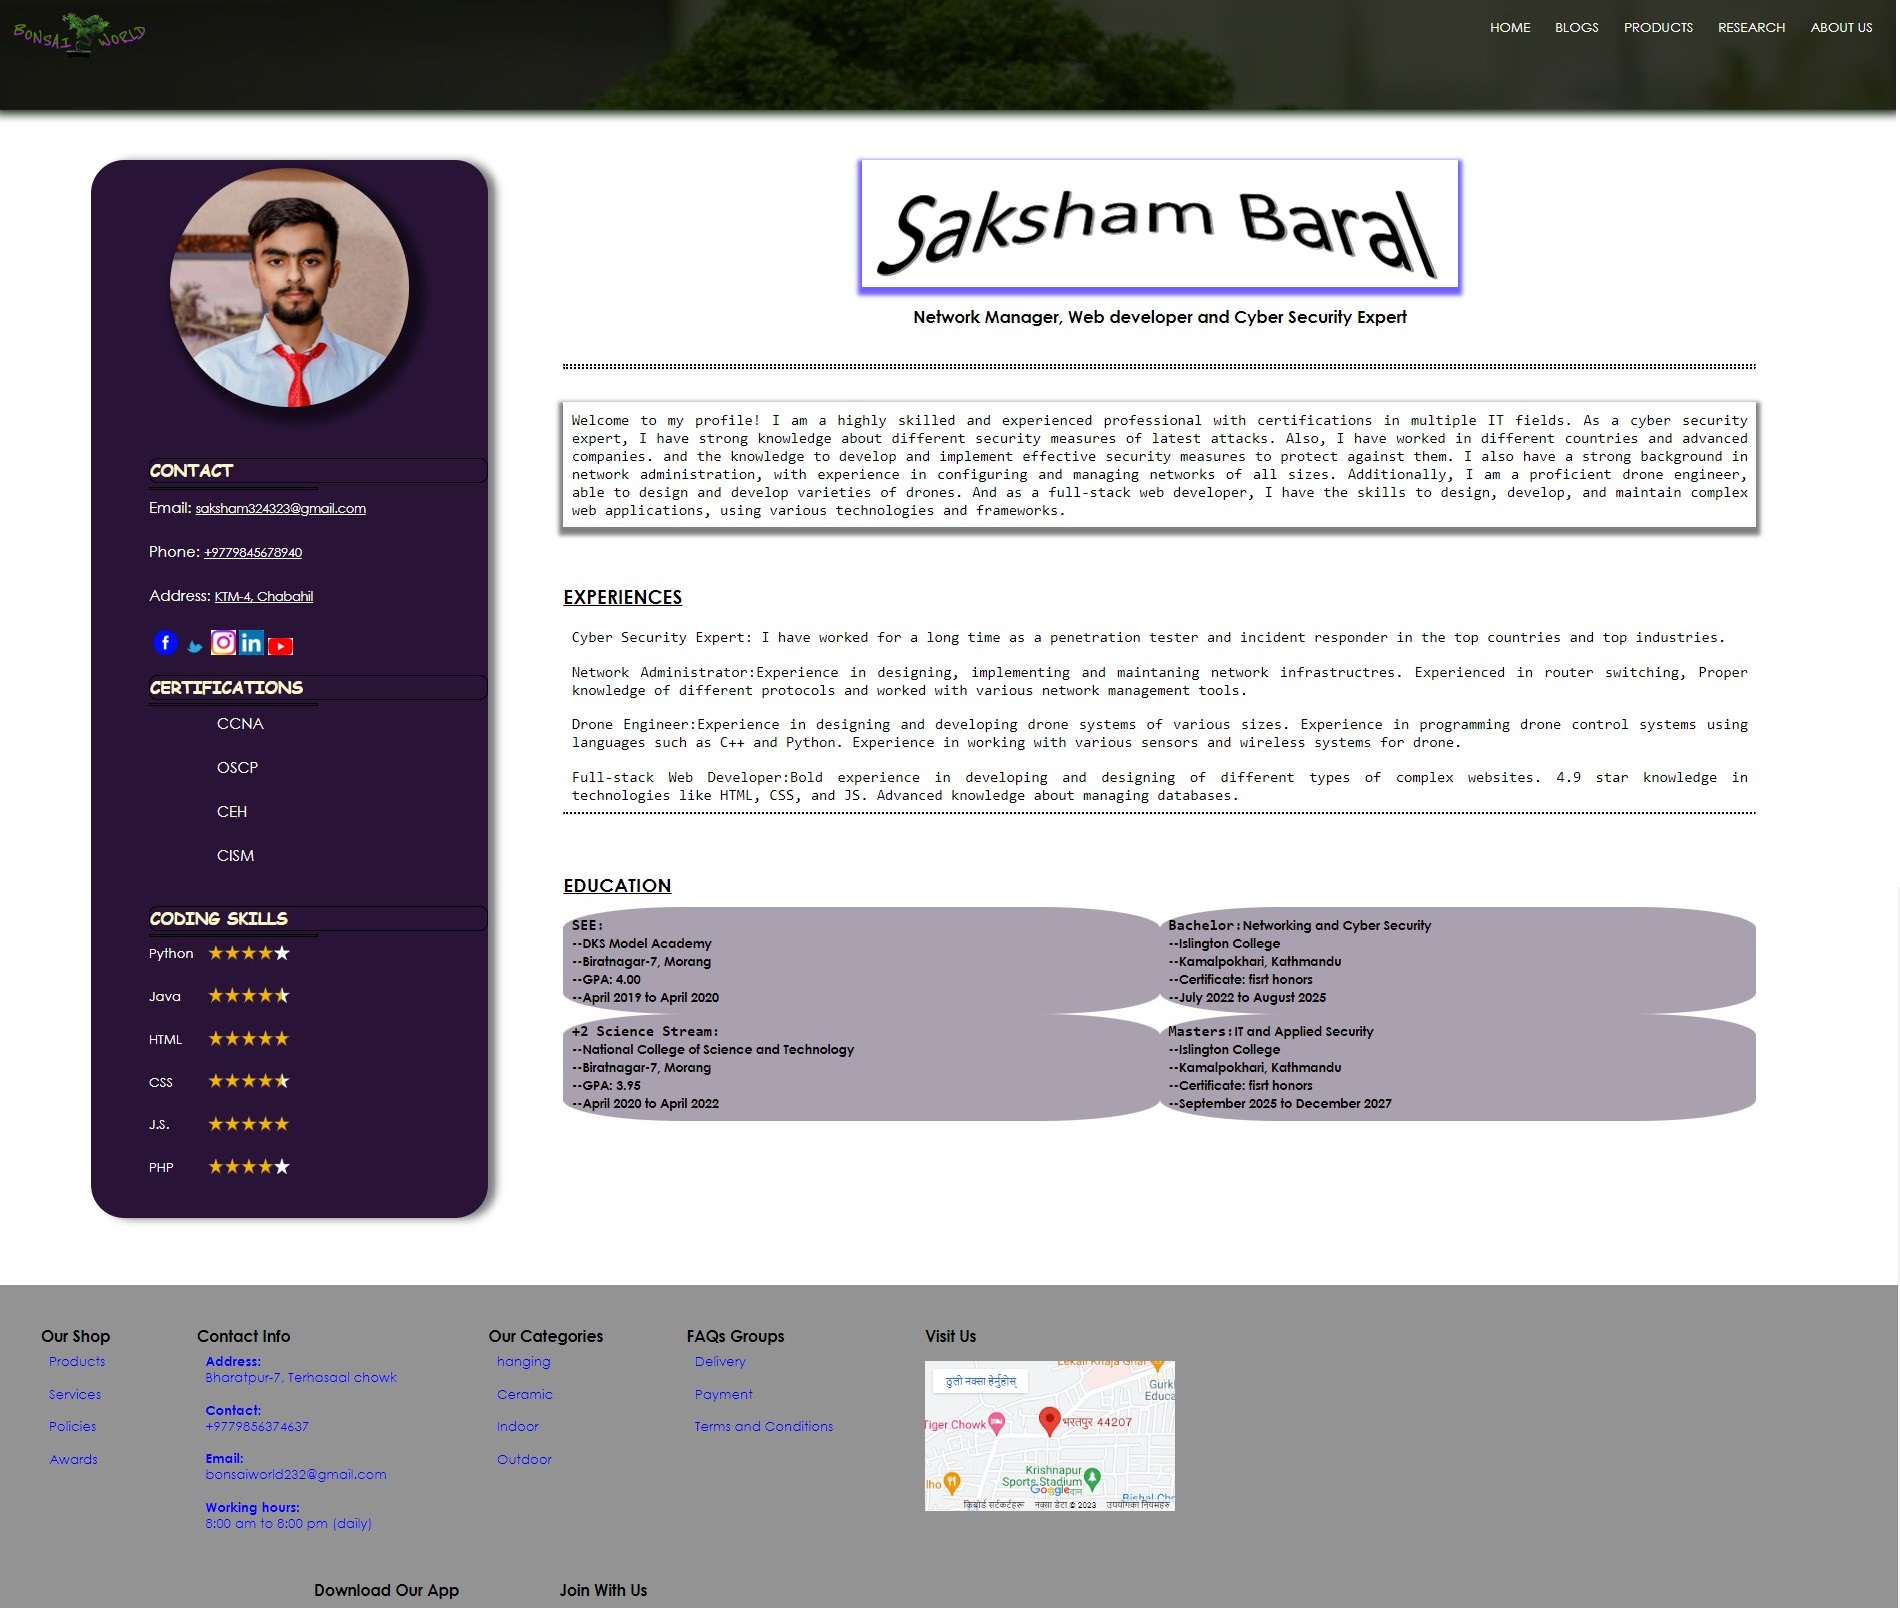 BONSAI WORLD
HOME BLOGS PRODUCTS RESEARCH ABOUT US
Saksham Baral
Network Manager, Web developer and Cyber Security Expert
Welcome to my profile! I am a highly skilled and experienced professional with certifications in multiple IT fields. As a cyber security
expert, I have strong knowledge about different security measures of latest attacks. Also, I have worked in different countries and advanced
companies. and the knowledge to develop and implement effective security measures to protect against them. I also have a strong background in
network administration, with experience in configuring and managing networks of all sizes. Additionally, I am a proficient drone engineer,
able to design and develop varieties of drones. And as a full-stack web developer, I have the skills to design, develop, and maintain complex
web applications, using various technologies and frameworks.
CONTACT
Email: saksham324323@gmail.com
Phone: +9779845678940
Address: KTM-4, Chabahil
CERTIFICATIONS
CCNA
OSCP
CEH
CISM
CODING SKILLS
Python
Java
HTML
CSS
J.S.
PHP
EXPERIENCES
Cyber Security Expert: I have worked for a long time as a penetration tester and incident responder in the top countries and top industries.
Network Administrator:Experience in designing, implementing and maintaning network infrastructres. Experienced in router switching, Proper
knowledge of different protocols and worked with various network management tools.
Drone Engineer:Experience in designing and developing drone systems of various sizes. Experience in programming drone control systems using
languages such as C++ and Python. Experience in working with various sensors and wireless systems for drone.
Full-stack Web Developer:Bold experience in developing and designing of different types of complex websites. 4.9 star knowledge in
technologies like HTML, CSS, and JS. Advanced knowledge about managing databases.
EDUCATION
SEE:
--DKS Model Academy
--Biratnagar-7, Morang
--GPA: 4.00
--April 2019 to April 2020
Bachelor:Networking and Cyber Security
--Islington College
--Kamalpokhari, Kathmandu
--Certificate: fisrt honors
--July 2022 to August 2025
+2 Science Stream:
--National College of Science and Technology
--Biratnagar-7, Morang
--GPA: 3.95
--April 2020 to April 2022
Masters:IT and Applied Security
--Islington College
--Kamalpokhari, Kathmandu
--Certificate: fisrt honors
--September 2025 to December 2027
Our Shop
Products
Services
Policies
Awards
Contact Info
Address:
Bharatpur-7, Terhasaal chowk
Contact:
+9779856374637
Email:
bonsaiworld232@gmail.com
Working hours:
8:00 am to 8:00 pm (daily)
Our Categories
hanging
Ceramic
Indoor
Outdoor
FAQs Groups
Delivery
Payment
Terms and Conditions
Visit Us
ठुलो नक्सा हेर्नुहोस्
Tiger Chowk
भरतपुर 44207
Krishnapur
Sports Stadium
Google
किबोर्ड सर्टकटहरू नक्सा डेटा © 2023 उपयोगका नियमहरु
Download Our App
Join With Us